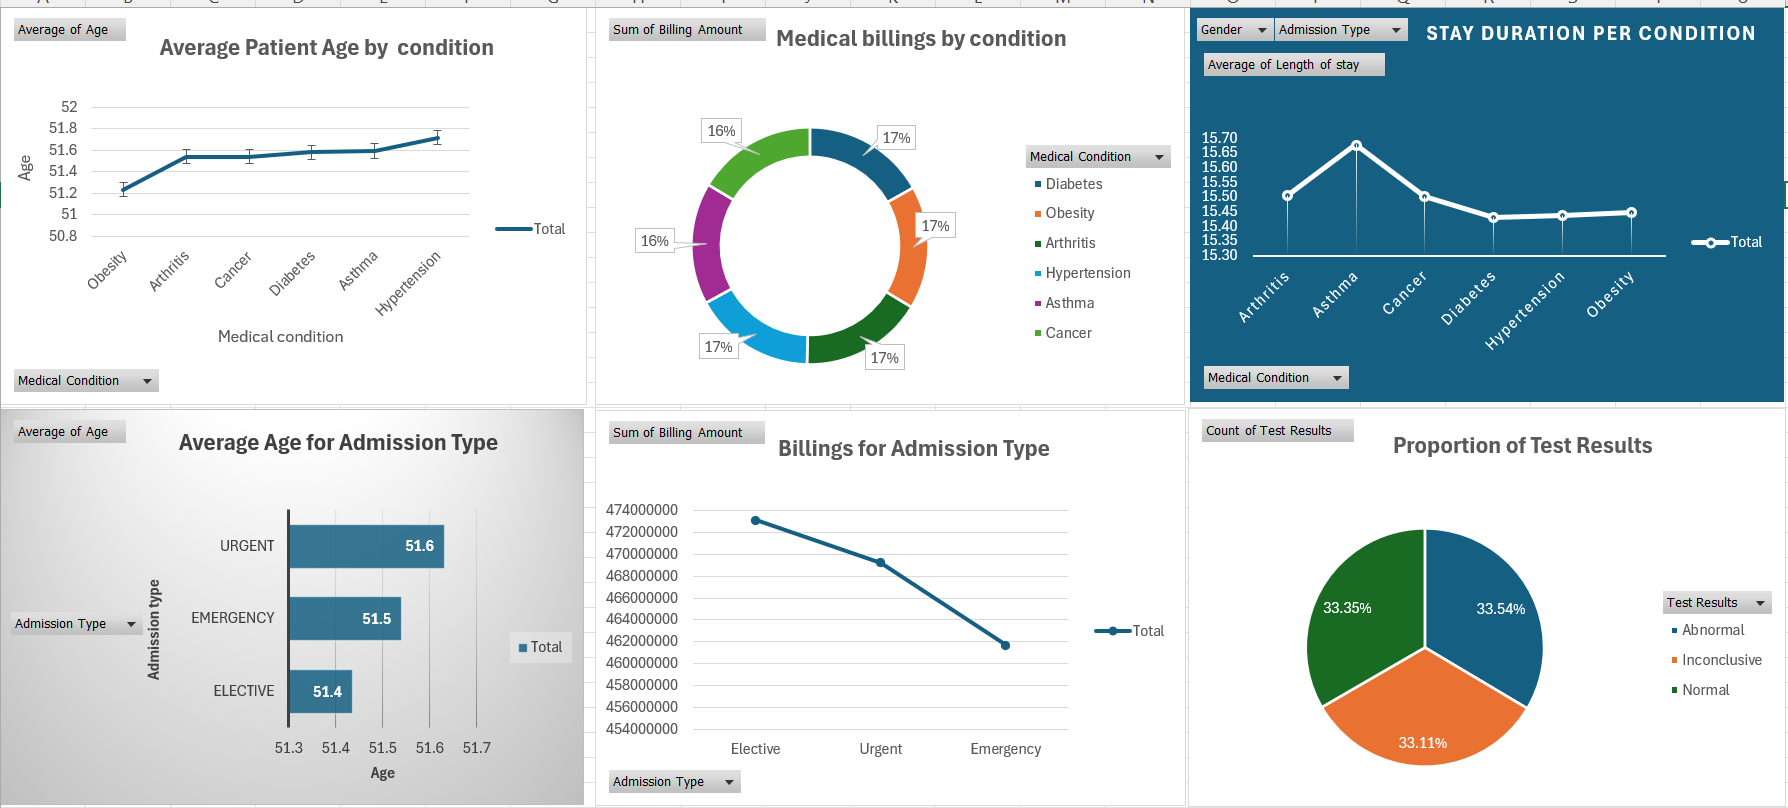 Average of Age
Average Patient Age by condition
52
51.8
51.6
51.4
51.2
51
50.8
Age
Obesity
Arthritis
Cancer
Diabetes
Asthma
Hypertension
Medical condition
Total
Medical Condition
Sum of Billing Amount
Medical billings by condition
16%
17%
17%
16%
17%
17%
Medical Condition
Diabetes
Obesity
Arthritis
Hypertension
Asthma
Cancer
Gender
Admission Type
STAY DURATION PER CONDITION
Average of Length of stay
15.70
15.65
15.60
15.55
15.50
15.45
15.40
15.35
15.30
Arthritis
Asthma
Cancer
Diabetes
Hypertension
Obesity
Total
Medical Condition
Average of Age
Average Age for Admission Type
Admission Type
Admission type
URGENT
51.6
EMERGENCY
51.5
ELECTIVE
51.4
51.3 51.4 51.5 51.6 51.7
Age
Total
Sum of Billing Amount
Billings for Admission Type
474000000
472000000
470000000
468000000
466000000
464000000
462000000
460000000
458000000
456000000
454000000
Elective Urgent Emergency
Total
Admission Type
Count of Test Results
Proportion of Test Results
33.35%
33.54%
33.11%
Test Results
Abnormal
Inconclusive
Normal